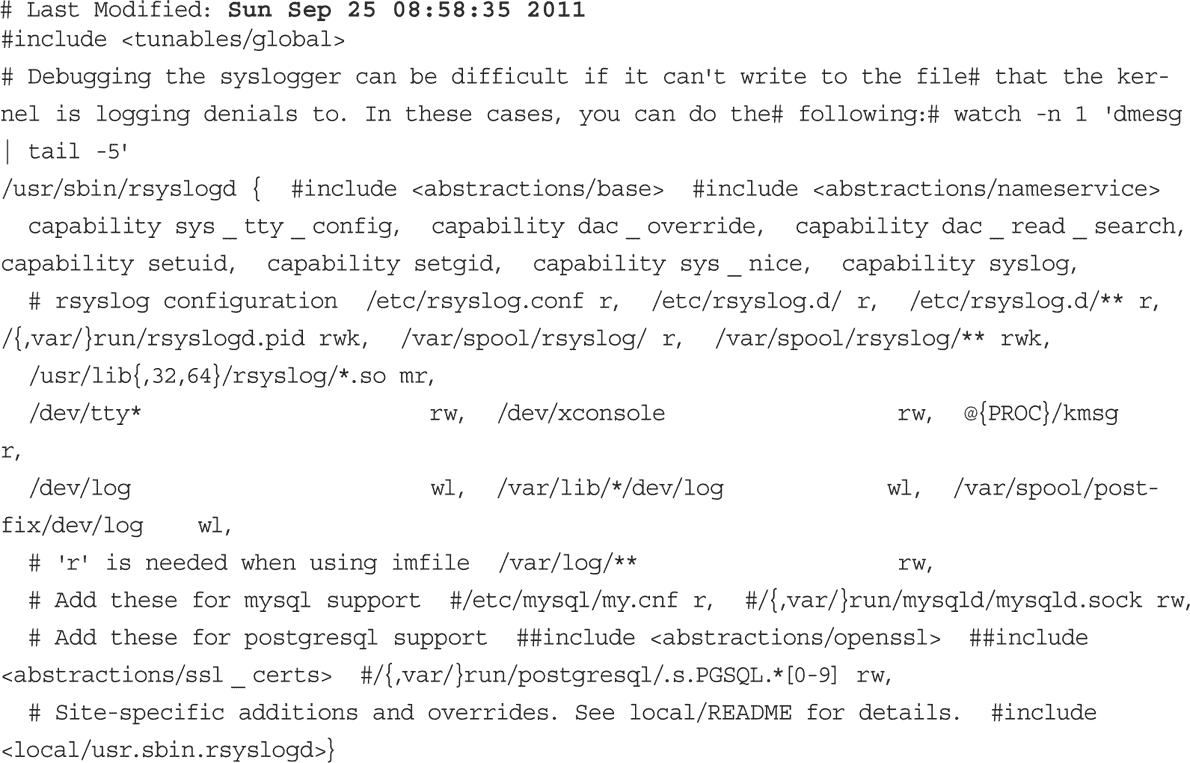 # Last Modified: Sun Sep 25 08:58:35 2011
#include <tunables/global>
# Debugging the syslogger can be difficult if it can't write to the file# that the ker-
nel is logging denials to. In these cases, you can do the# following:# watch -n 1 'dmesg
| tail -5'
/usr/sbin/rsyslogd {  #include <abstractions/base>  #include <abstractions/nameservice>
  capability sys_tty_config,  capability dac_override,  capability dac_read_search,
capability setuid,  capability setgid,  capability sys_nice,  capability syslog,
  # rsyslog configuration  /etc/rsyslog.conf r,  /etc/rsyslog.d/ r,  /etc/rsyslog.d/** r,
/{,var/}run/rsyslogd.pid rwk,  /var/spool/rsyslog/ r,  /var/spool/rsyslog/** rwk,
  /usr/lib{,32,64}/rsyslog/*.so mr,
  /dev/tty*                     rw,  /dev/xconsole                 rw,  @{PROC}/kmsg
r,
  /dev/log                      wl,  /var/lib/*/dev/log            wl,  /var/spool/post-
fix/dev/log    wl,
  # 'r' is needed when using imfile  /var/log/**                   rw,
  # Add these for mysql support  #/etc/mysql/my.cnf r,  #/{,var/}run/mysqld/mysqld.sock rw,
  # Add these for postgresql support  ##include <abstractions/openssl>  ##include
<abstractions/ssl_certs>  #/{,var/}run/postgresql/.s.PGSQL.*[0-9] rw,
  # Site-specific additions and overrides. See local/README for details.  #include
<local/usr.sbin.rsyslogd>}